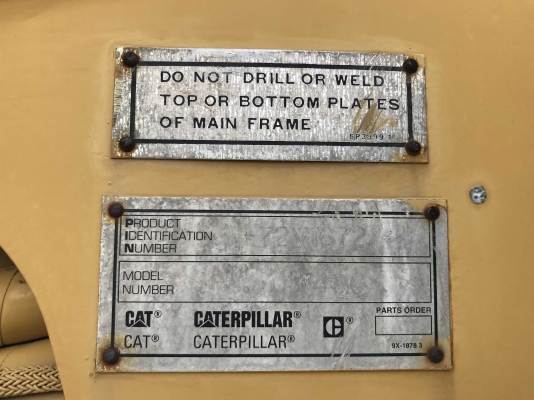 DO NOT DRILL OR WELD
TOP OR BOTTOM PLATES
OF MAIN FRAME
PRODUCT
IDENTIFICATION
NUMBER
MODEL
NUMBER
CAT® CATERPILLAR® C®
PARTS ORDER
CAT® CATERPILLAR®
9X-1878 3